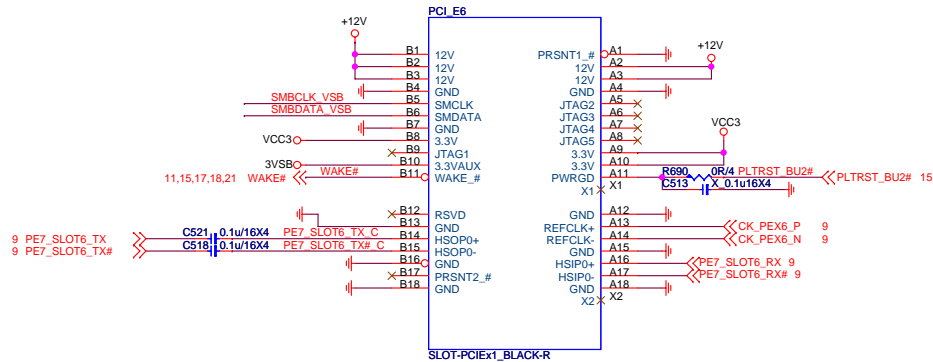 PCI_E6
+12V
B1 12V PRSNT1_# A1
+12V
B2 12V 12V A2
B3 12V 12V A3
B4 GND GND A4
SMBCLK_VSB B5 SMCLK JTAG2 A5
SMBDATA_VSB B6 SMDATA JTAG3 A6
B7 GND JTAG4 A7
VCC3
VCC3 B8 3.3V JTAG5 A8
B9 JTAG1 3.3V A9
3VSB B10 3.3VAUX 3.3V A10
R690 0R/4
11,15,17,18,21 WAKE# WAKE# B11 WAKE_# PWRGD A11 PLTRST_BU2# PLTRST_BU2# 15
X1 X1 C513 X_0.1u16X4
B12 RSVD GND A12
B13 GND REFCLK+ A13 CK_PEX6_P 9
9 PE7_SLOT6_TX C521 0.1u/16X4 PE7_SLOT6_TX_C B14 HSOP0+ REFCLK- A14 CK_PEX6_N 9
9 PE7_SLOT6_TX# C518 0.1u/16X4 PE7_SLOT6_TX#_C B15 HSOP0- GND A15
B16 GND HSIP0+ A16 PE7_SLOT6_RX 9
B17 PRSNT2_# HSIP0- A17 PE7_SLOT6_RX# 9
B18 GND GND A18
X2 X2
SLOT-PCIEx1_BLACK-R